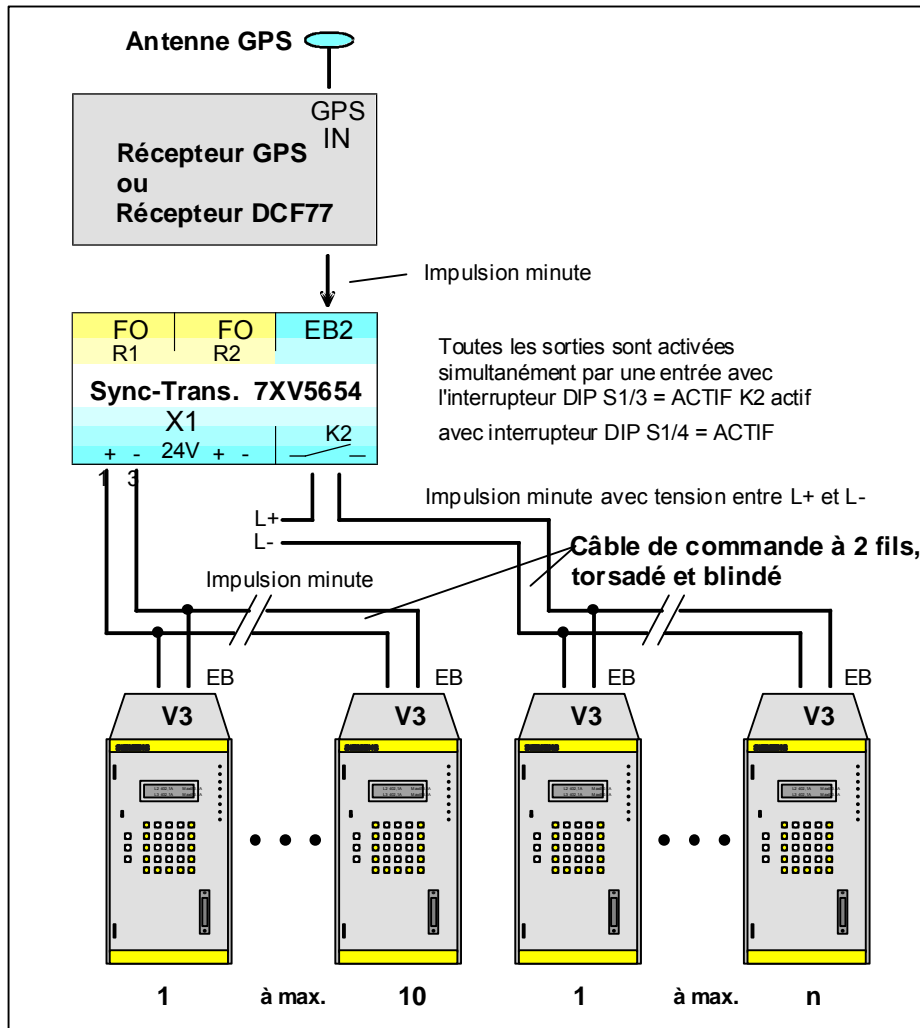 Antenne GPS
GPS
IN
Récepteur GPS
ou
Récepteur DCF77
Impulsion minute
FO
R1
FO
R2
EB2
Sync-Trans. 7XV5654
X1
K2
+ - 24V + -
1 3
Toutes les sorties sont activées
simultanément par une entrée avec
l'interrupteur DIP S1/3 = ACTIF K2 actif
avec interrupteur DIP S1/4 = ACTIF
Impulsion minute avec tension entre L+ et L-
L+
L-
Câble de commande à 2 fils,
torsadé et blindé
Impulsion minute
EB
EB
EB
EB
V3
V3
V3
V3
SIEMENS
SIEMENS
SIEMENS
SIEMENS
1 à max. 10 1 à max. n